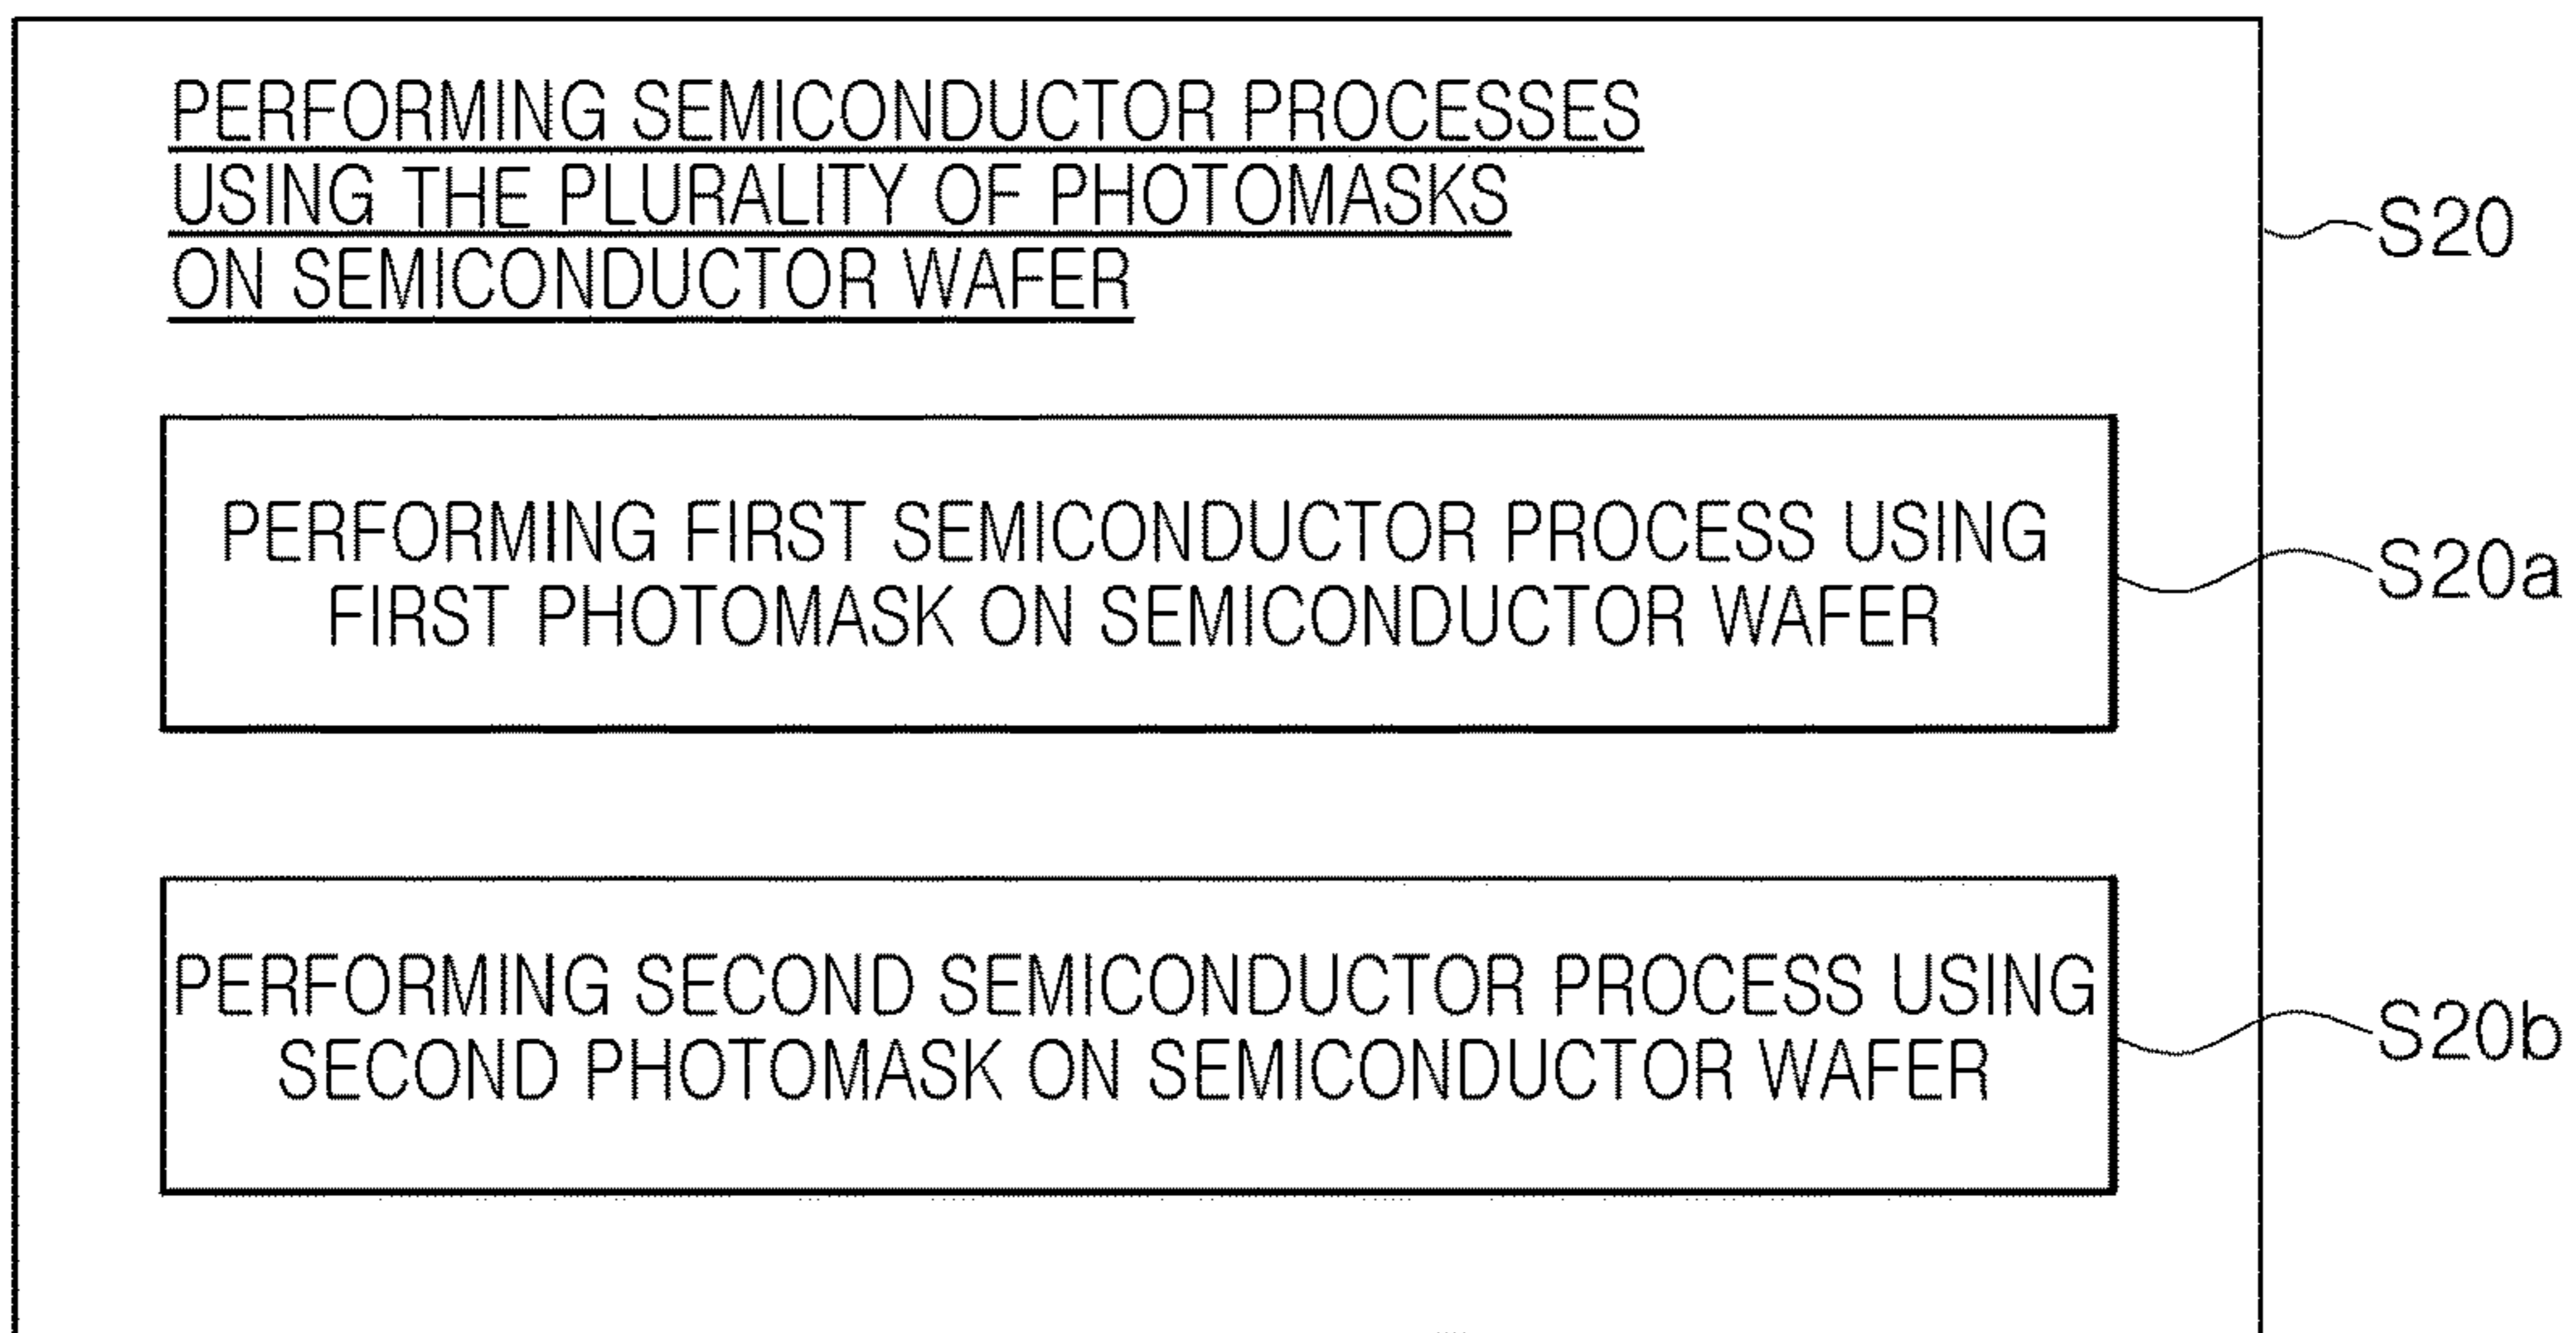 PERFORMING SEMICONDUCTOR PROCESSES
USING THE PLURALITY OF PHOTOMASKS
ON SEMICONDUCTOR WAFER
S20
PERFORMING FIRST SEMICONDUCTOR PROCESS USING
FIRST PHOTOMASK ON SEMICONDUCTOR WAFER
S20a
PERFORMING SECOND SEMICONDUCTOR PROCESS USING
SECOND PHOTOMASK ON SEMICONDUCTOR WAFER
S20b